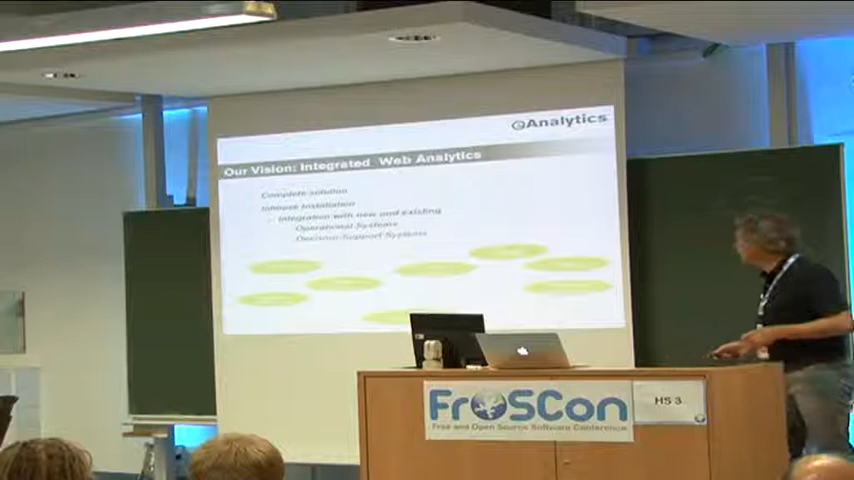 Analytics
Our Vision: Integrated Web Analytics
Complete solution
Inhouse Installation
Integration with new and existing
Operational Systems
Decision-Support-Systems
FrOSCon
Free and Open Source Software Conference
HS 3